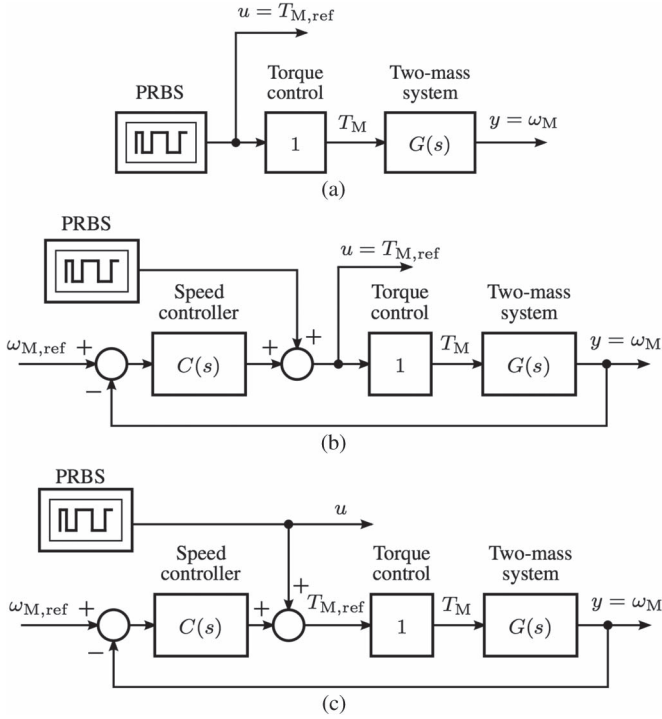 u = T_M,ref
PRBS
Torque
control
Two-mass
system
1
T_M
G(s)
y = ω_M
(a)
PRBS
u = T_M,ref
Speed
controller
Torque
control
Two-mass
system
ω_M,ref
+
−
C(s)
+
+
1
T_M
G(s)
y = ω_M
(b)
PRBS
u
Speed
controller
Torque
control
Two-mass
system
ω_M,ref
+
−
C(s)
+
+
T_M,ref
1
T_M
G(s)
y = ω_M
(c)